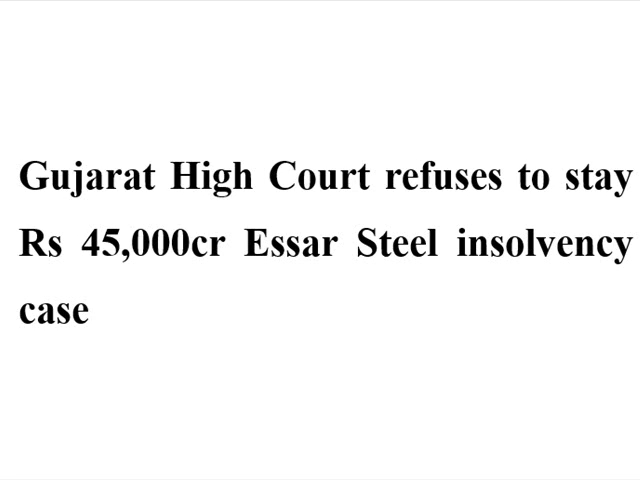 Gujarat High Court refuses to stay
Rs 45,000cr Essar Steel insolvency
case